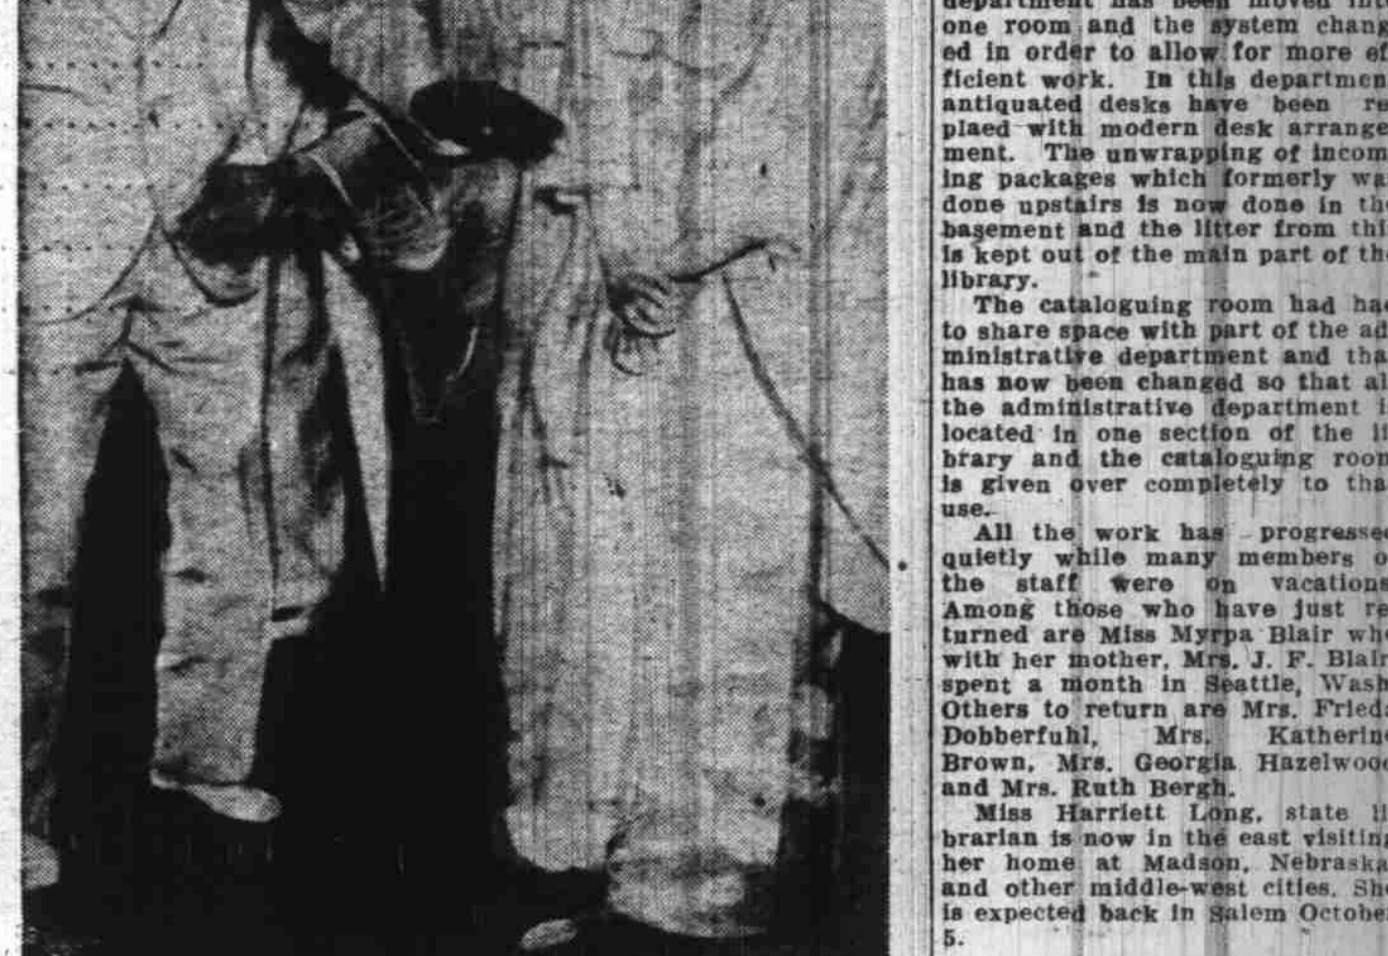 department has been moved int
one room and the system chang
ed in order to allow for more ef
ficient work. In this departmen
antiquated desks have been re
plaed with modern desk arrange
ment. The unwrapping of incom
ing packages which formerly wa
done upstairs is now done in th
basement and the litter from thi
is kept out of the main part of th
library.
The cataloguing room had ha
to share space with part of the ad
ministrative department and tha
has now been changed so that al
the administrative department i
located in one section of the li
brary and the cataloguing room
is given over completely to tha
use.
All the work has progresse
quietly while many members o
the staff were on vacations
Among those who have just re
turned are Miss Myrpa Blair wh
with her mother, Mrs. J. F. Blair
spent a month in Seattle, Wash
Others to return are Mrs. Fried
Dobberfuhl, Mrs. Katherin
Brown, Mrs. Georgia Hazelwoo
and Mrs. Ruth Bergh.
Miss Harriett Long, state li
brarian is now in the east visitin
her home at Madson, Nebraska
and other middle-west cities. Sh
is expected back in Salem Octobe
5.